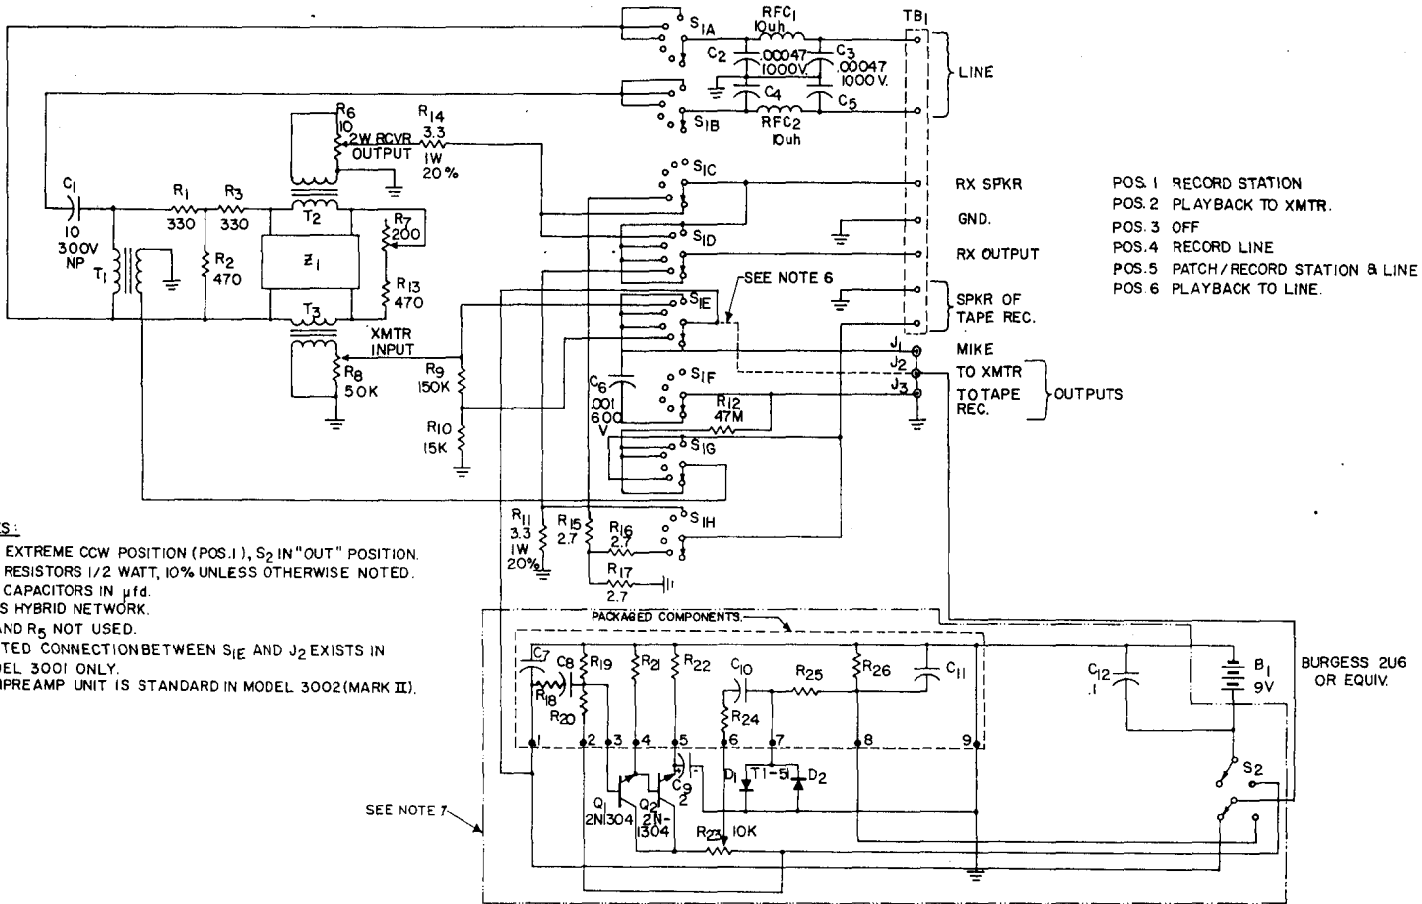 RFC1
10uh
TB1
S1A
C2
.00047
1000V.
C3
.00047
1000V.
LINE
C4
C5
S1B
RFC2
10uh
R6
10
2W RCVR
OUTPUT
R14
3.3
1W
20%
S1C
RX SPKR
POS. 1 RECORD STATION
POS. 2 PLAYBACK TO XMTR.
POS. 3 OFF
POS. 4 RECORD LINE
POS. 5 PATCH/RECORD STATION & LINE
POS. 6 PLAYBACK TO LINE.
C1
10
300V
NP
R1
330
R3
330
T2
R7
200
GND.
S1D
RX OUTPUT
T1
R2
470
Z1
R13
470
SEE NOTE 6
S1E
SPKR OF
TAPE REC.
T3
XMTR
INPUT
J1
MIKE
R8
50K
R9
150K
C6
.001
600
V
S1F
J2
TO XMTR
J3
TO TAPE
REC.
OUTPUTS
R12
47M
R10
15K
S1G
R11
3.3
1W
20%
R15
2.7
R16
2.7
S1H
R17
2.7
ES:
EXTREME CCW POSITION (POS.1), S2 IN "OUT" POSITION.
RESISTORS 1/2 WATT, 10% UNLESS OTHERWISE NOTED.
CAPACITORS IN µfd.
S HYBRID NETWORK.
AND R5 NOT USED.
TED CONNECTION BETWEEN S1E AND J2 EXISTS IN
DEL 3001 ONLY.
MPREAMP UNIT IS STANDARD IN MODEL 3002 (MARK II).
PACKAGED COMPONENTS.
C7
C8
R19
R21
R22
C10
R25
R26
C11
C12
.1
B1
9V
BURGESS 2U6
OR EQUIV.
R18
R20
R24
1 2 3 4 5 6 7 8 9
S2
C9
2
D1
T1-51
D2
Q1
2N1304
Q2
2N-
1304
R23 10K
SEE NOTE 7